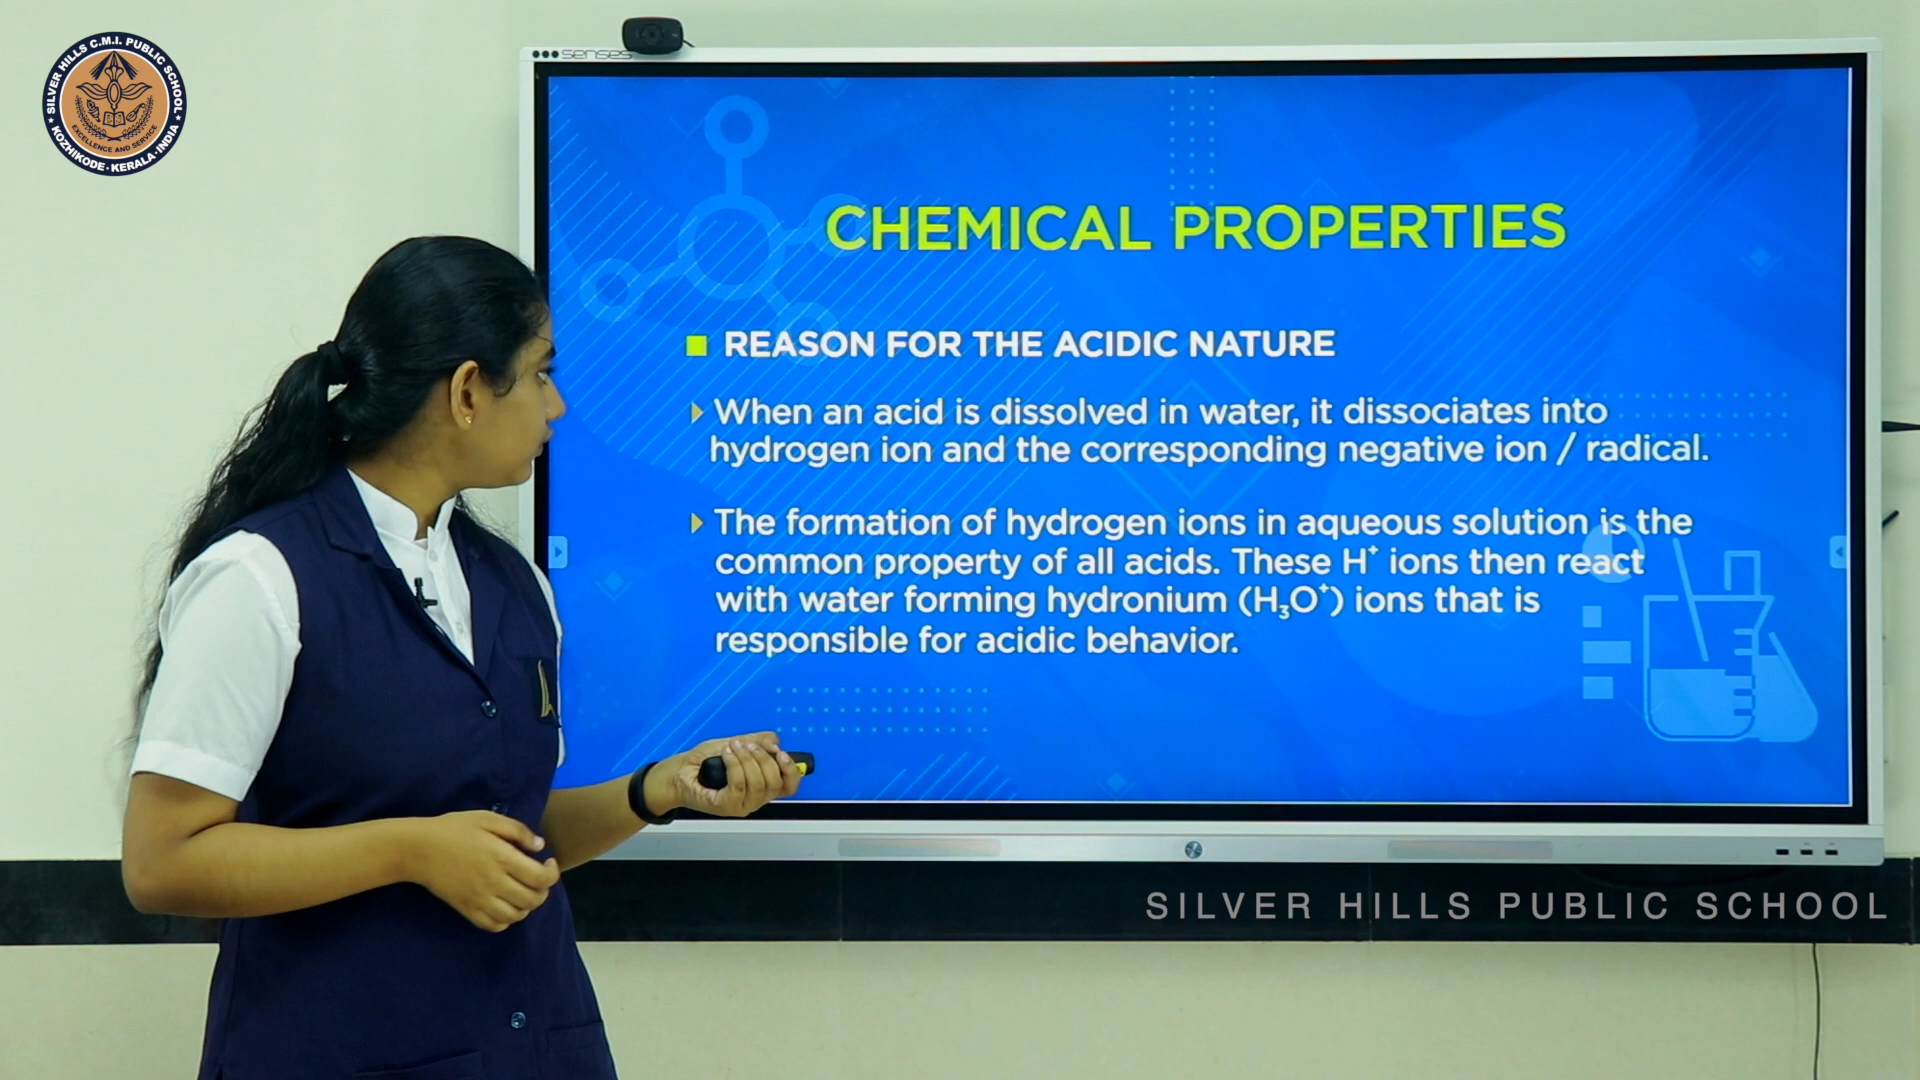 SILVER HILLS C.M.I. PUBLIC SCHOOL
EXCELLENCE AND SERVICE
KOZHIKODE · KERALA · INDIA
senses
CHEMICAL PROPERTIES
REASON FOR THE ACIDIC NATURE
When an acid is dissolved in water, it dissociates into
hydrogen ion and the corresponding negative ion / radical.
The formation of hydrogen ions in aqueous solution is the
common property of all acids. These H⁺ ions then react
with water forming hydronium (H₃O⁺) ions that is
responsible for acidic behavior.
SILVER HILLS PUBLIC SCHOOL